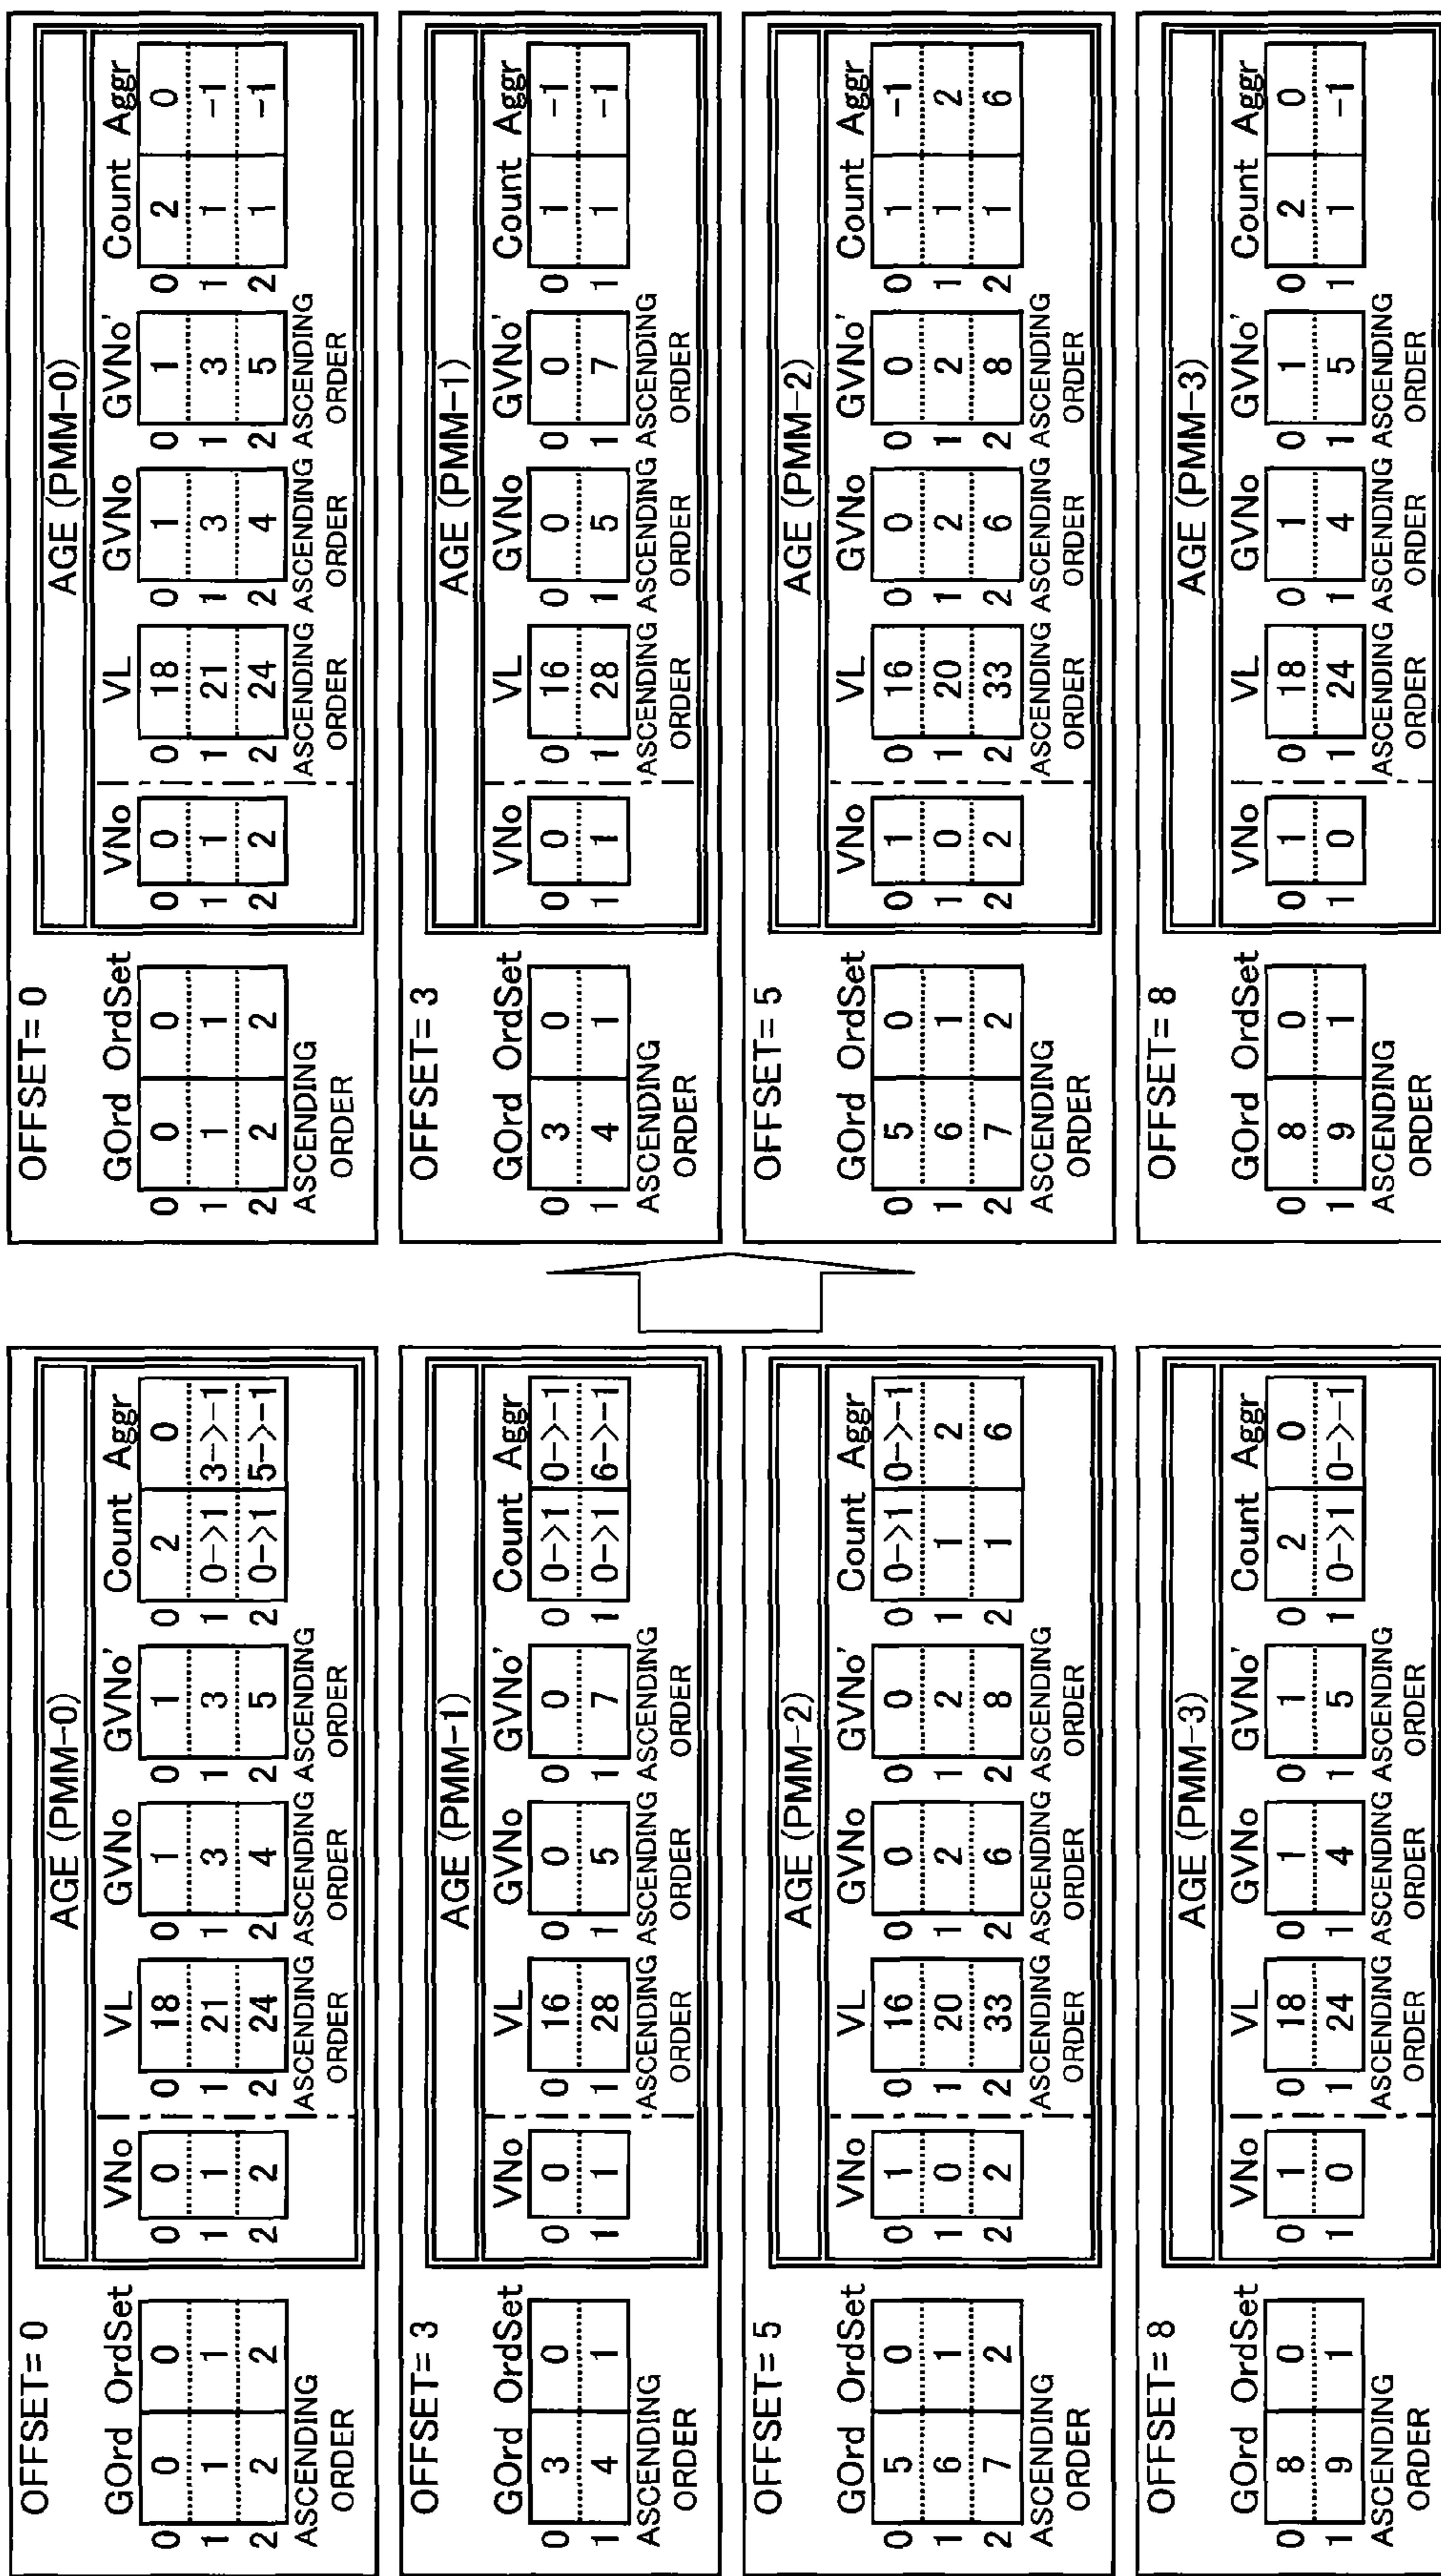 OFFSET= 0
AGE (PMM-0)
GOrd OrdSet VNo VL GVNo GVNo' Count Aggr
0 0 0 0 0 0 18 0 1 0 1 0 2 0
1 1 1 1 1 1 21 1 3 1 3 1 0->1 3->-1
2 2 2 2 2 2 24 2 4 2 5 2 0->1 5->-1
ASCENDING ORDER ASCENDING ORDER ASCENDING ORDER ASCENDING ORDER
OFFSET= 3
AGE (PMM-1)
GOrd OrdSet VNo VL GVNo GVNo' Count Aggr
0 3 0 0 0 0 16 0 0 0 0 0 0->1 0->-1
1 4 1 1 1 1 28 1 5 1 7 1 0->1 6->-1
ASCENDING ORDER ASCENDING ORDER ASCENDING ORDER ASCENDING ORDER
OFFSET= 5
AGE (PMM-2)
GOrd OrdSet VNo VL GVNo GVNo' Count Aggr
0 5 0 0 1 0 16 0 0 0 0 0 0->1 0->-1
1 6 1 1 0 1 20 1 2 1 2 1 1 2
2 7 2 2 2 2 33 2 6 2 8 2 1 6
ASCENDING ORDER ASCENDING ORDER ASCENDING ORDER ASCENDING ORDER
OFFSET= 8
AGE (PMM-3)
GOrd OrdSet VNo VL GVNo GVNo' Count Aggr
0 8 0 0 1 0 18 0 1 0 1 0 2 0
1 9 1 1 0 1 24 1 4 1 5 1 0->1 0->-1
ASCENDING ORDER ASCENDING ORDER ASCENDING ORDER ASCENDING ORDER
OFFSET= 0
AGE (PMM-0)
GOrd OrdSet VNo VL GVNo GVNo' Count Aggr
0 0 0 0 0 0 18 0 1 0 1 0 2 0
1 1 1 1 1 1 21 1 3 1 3 1 1 -1
2 2 2 2 2 2 24 2 4 2 5 2 1 -1
ASCENDING ORDER ASCENDING ORDER ASCENDING ORDER ASCENDING ORDER
OFFSET= 3
AGE (PMM-1)
GOrd OrdSet VNo VL GVNo GVNo' Count Aggr
0 3 0 0 0 0 16 0 0 0 0 0 1 -1
1 4 1 1 1 1 28 1 5 1 7 1 1 -1
ASCENDING ORDER ASCENDING ORDER ASCENDING ORDER ASCENDING ORDER
OFFSET= 5
AGE (PMM-2)
GOrd OrdSet VNo VL GVNo GVNo' Count Aggr
0 5 0 0 1 0 16 0 0 0 0 0 1 -1
1 6 1 1 0 1 20 1 2 1 2 1 1 2
2 7 2 2 2 2 33 2 6 2 8 2 1 6
ASCENDING ORDER ASCENDING ORDER ASCENDING ORDER ASCENDING ORDER
OFFSET= 8
AGE (PMM-3)
GOrd OrdSet VNo VL GVNo GVNo' Count Aggr
0 8 0 0 1 0 18 0 1 0 1 0 2 0
1 9 1 1 0 1 24 1 4 1 5 1 1 -1
ASCENDING ORDER ASCENDING ORDER ASCENDING ORDER ASCENDING ORDER